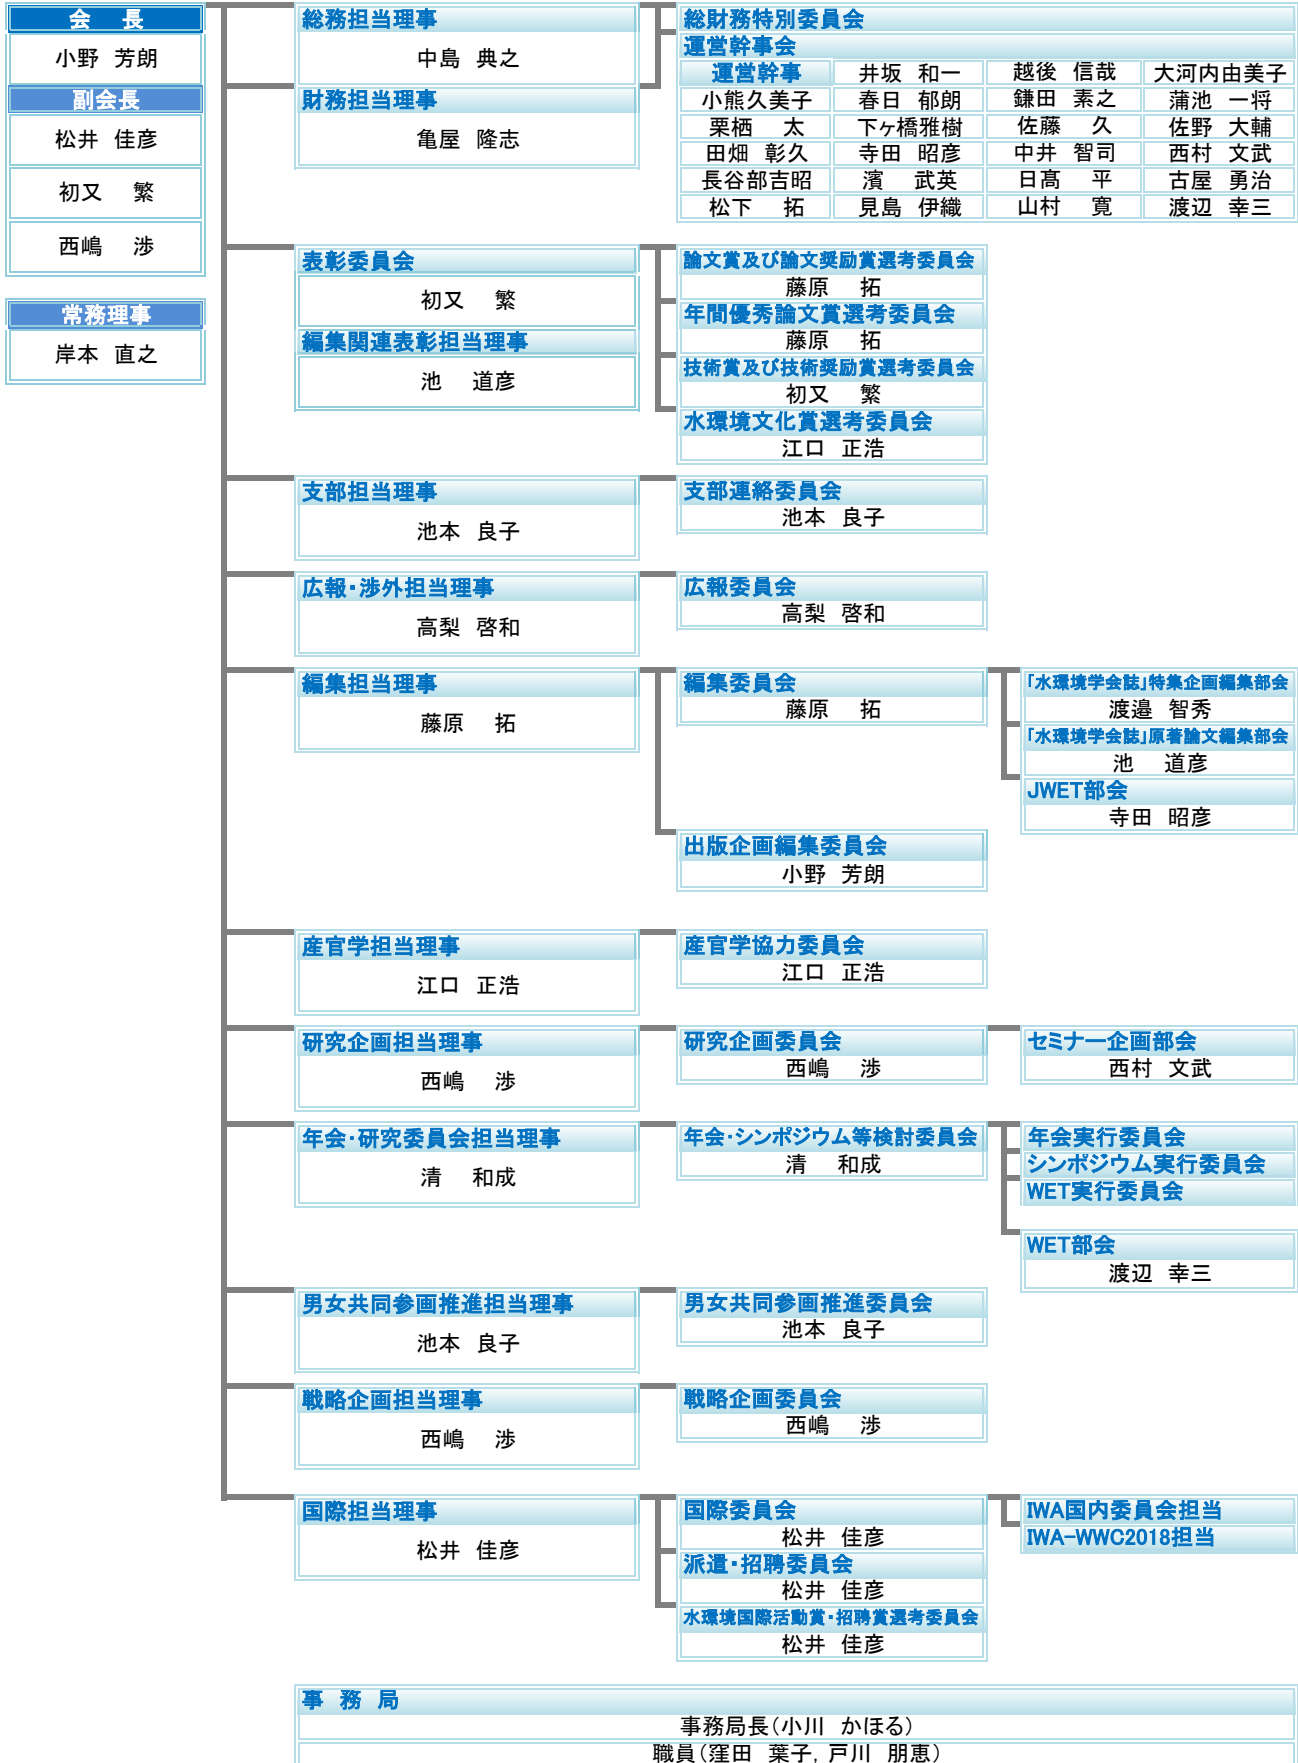 会　長
小野　芳朗
副会長
松井　佳彦
初又　繁
西嶋　渉
常務理事
岸本　直之
総務担当理事
中島　典之
財務担当理事
亀屋　隆志
総財務特別委員会
運営幹事会
運営幹事　井坂　和一　越後　信哉　大河内由美子
小熊久美子　春日　郁朗　鎌田　素之　蒲池　一将
栗栖　太　下ヶ橋雅樹　佐藤　久　佐野　大輔
田畑　彰久　寺田　昭彦　中井　智司　西村　文武
長谷部吉昭　濱　武英　日髙　平　古屋　勇治
松下　拓　見島　伊織　山村　寛　渡辺　幸三
表彰委員会
初又　繁
編集関連表彰担当理事
池　道彦
論文賞及び論文奨励賞選考委員会
藤原　拓
年間優秀論文賞選考委員会
藤原　拓
技術賞及び技術奨励賞選考委員会
初又　繁
水環境文化賞選考委員会
江口　正浩
支部担当理事
池本　良子
支部連絡委員会
池本　良子
広報・渉外担当理事
高梨　啓和
広報委員会
高梨　啓和
編集担当理事
藤原　拓
編集委員会
藤原　拓
「水環境学会誌」特集企画編集部会
渡邉　智秀
「水環境学会誌」原著論文編集部会
池　道彦
JWET部会
寺田　昭彦
出版企画編集委員会
小野　芳朗
産官学担当理事
江口　正浩
産官学協力委員会
江口　正浩
研究企画担当理事
西嶋　渉
研究企画委員会
西嶋　渉
セミナー企画部会
西村　文武
年会・研究委員会担当理事
清　和成
年会・シンポジウム等検討委員会
清　和成
年会実行委員会
シンポジウム実行委員会
WET実行委員会
WET部会
渡辺　幸三
男女共同参画推進担当理事
池本　良子
男女共同参画推進委員会
池本　良子
戦略企画担当理事
西嶋　渉
戦略企画委員会
西嶋　渉
国際担当理事
松井　佳彦
国際委員会
松井　佳彦
派遣・招聘委員会
松井　佳彦
水環境国際活動賞・招聘賞選考委員会
松井　佳彦
IWA国内委員会担当
IWA-WWC2018担当
事　務　局
事務局長（小川　かほる）
職員（窪田　葉子，戸川　朋恵）